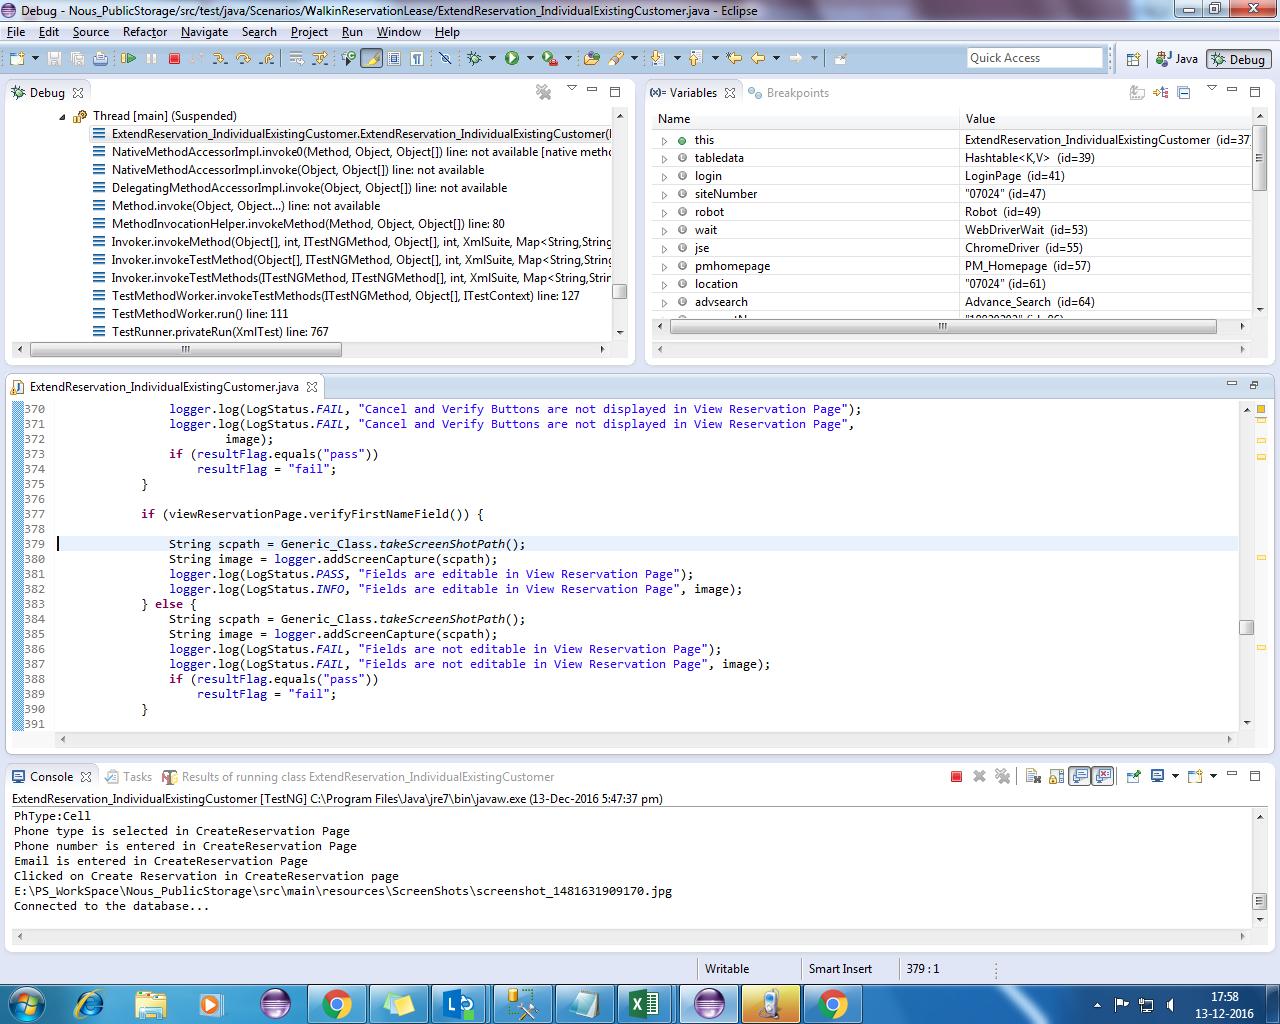 Debug - Nous_PublicStorage/src/test/java/Scenarios/WalkinReservationLease/ExtendReservation_IndividualExistingCustomer.java - Eclipse
File Edit Source Refactor Navigate Search Project Run Window Help
Quick Access
Java
Debug
Debug
Thread [main] (Suspended)
ExtendReservation_IndividualExistingCustomer.ExtendReservation_IndividualExistingCustomer(
NativeMethodAccessorImpl.invoke0(Method, Object, Object[]) line: not available [native meth
NativeMethodAccessorImpl.invoke(Object, Object[]) line: not available
DelegatingMethodAccessorImpl.invoke(Object, Object[]) line: not available
Method.invoke(Object, Object...) line: not available
MethodInvocationHelper.invokeMethod(Method, Object, Object[]) line: 80
Invoker.invokeMethod(Object[], int, ITestNGMethod, Object[], int, XmlSuite, Map<String,String
Invoker.invokeTestMethod(Object[], ITestNGMethod, Object[], int, XmlSuite, Map<String,String
Invoker.invokeTestMethods(ITestNGMethod, ITestNGMethod[], int, XmlSuite, Map<String,Strin
TestMethodWorker.invokeTestMethods(ITestNGMethod, Object[], ITestContext) line: 127
TestMethodWorker.run() line: 111
TestRunner.privateRun(XmlTest) line: 767
(x)= Variables Breakpoints
Name Value
this ExtendReservation_IndividualExistingCustomer (id=37
tabledata Hashtable<K,V> (id=39)
login LoginPage (id=41)
siteNumber "07024" (id=47)
robot Robot (id=49)
wait WebDriverWait (id=53)
jse ChromeDriver (id=55)
pmhomepage PM_Homepage (id=57)
location "07024" (id=61)
advsearch Advance_Search (id=64)
ExtendReservation_IndividualExistingCustomer.java
370 logger.log(LogStatus.FAIL, "Cancel and Verify Buttons are not displayed in View Reservation Page");
371 logger.log(LogStatus.FAIL, "Cancel and Verify Buttons are not displayed in View Reservation Page",
372 image);
373 if (resultFlag.equals("pass"))
374 resultFlag = "fail";
375 }
376
377 if (viewReservationPage.verifyFirstNameField()) {
378
379 String scpath = Generic_Class.takeScreenShotPath();
380 String image = logger.addScreenCapture(scpath);
381 logger.log(LogStatus.PASS, "Fields are editable in View Reservation Page");
382 logger.log(LogStatus.INFO, "Fields are editable in View Reservation Page", image);
383 } else {
384 String scpath = Generic_Class.takeScreenShotPath();
385 String image = logger.addScreenCapture(scpath);
386 logger.log(LogStatus.FAIL, "Fields are not editable in View Reservation Page");
387 logger.log(LogStatus.FAIL, "Fields are not editable in View Reservation Page", image);
388 if (resultFlag.equals("pass"))
389 resultFlag = "fail";
390 }
391
Console Tasks Results of running class ExtendReservation_IndividualExistingCustomer
ExtendReservation_IndividualExistingCustomer [TestNG] C:\Program Files\Java\jre7\bin\javaw.exe (13-Dec-2016 5:47:37 pm)
PhType:Cell
Phone type is selected in CreateReservation Page
Phone number is entered in CreateReservation Page
Email is entered in CreateReservation Page
Clicked on Create Reservation in CreateReservation page
E:\PS_WorkSpace\Nous_PublicStorage\src\main\resources\ScreenShots\screenshot_1481631909170.jpg
Connected to the database...
Writable Smart Insert 379 : 1
17:58
13-12-2016